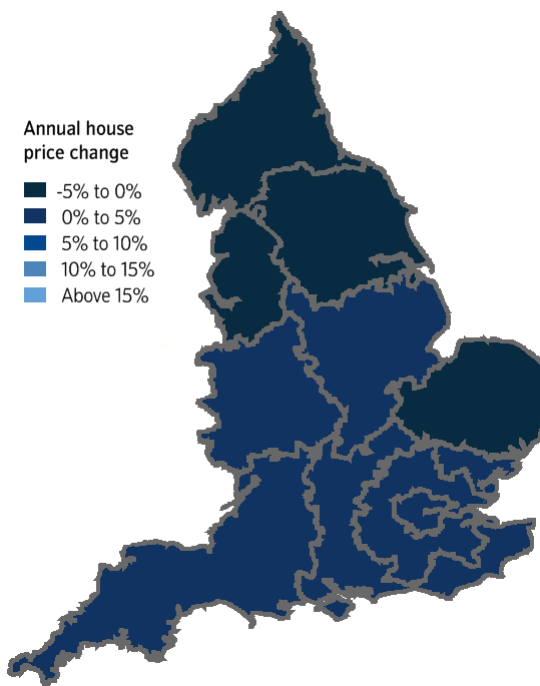 Annual house
price change
-5% to 0%
0% to 5%
5% to 10%
10% to 15%
Above 15%